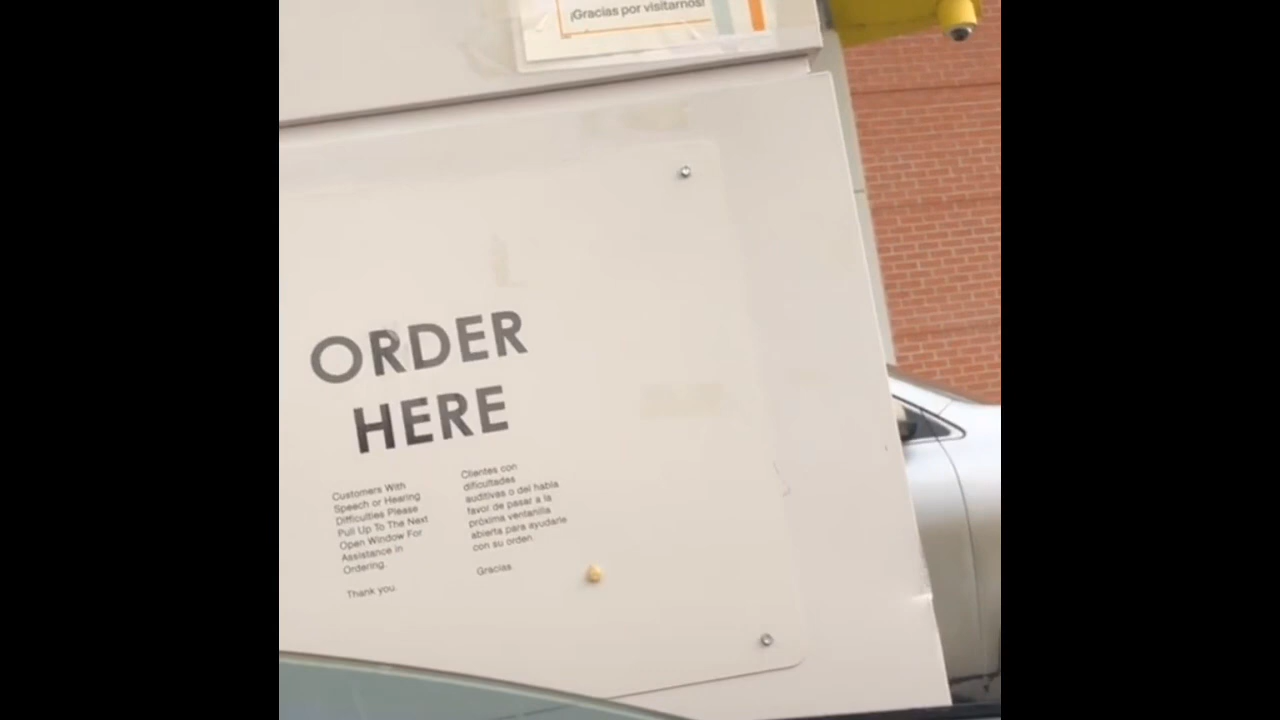 ¡Gracias por visitarnos!
ORDER
HERE
Customers With
Speech or Hearing
Difficulties Please
Pull Up To The Next
Open Window For
Assistance in
Ordering.
Thank you.
Clientes con
dificultades
auditivas o del habla
favor de pasar a la
próxima ventanilla
abierta para ayudarle
con su orden.
Gracias.